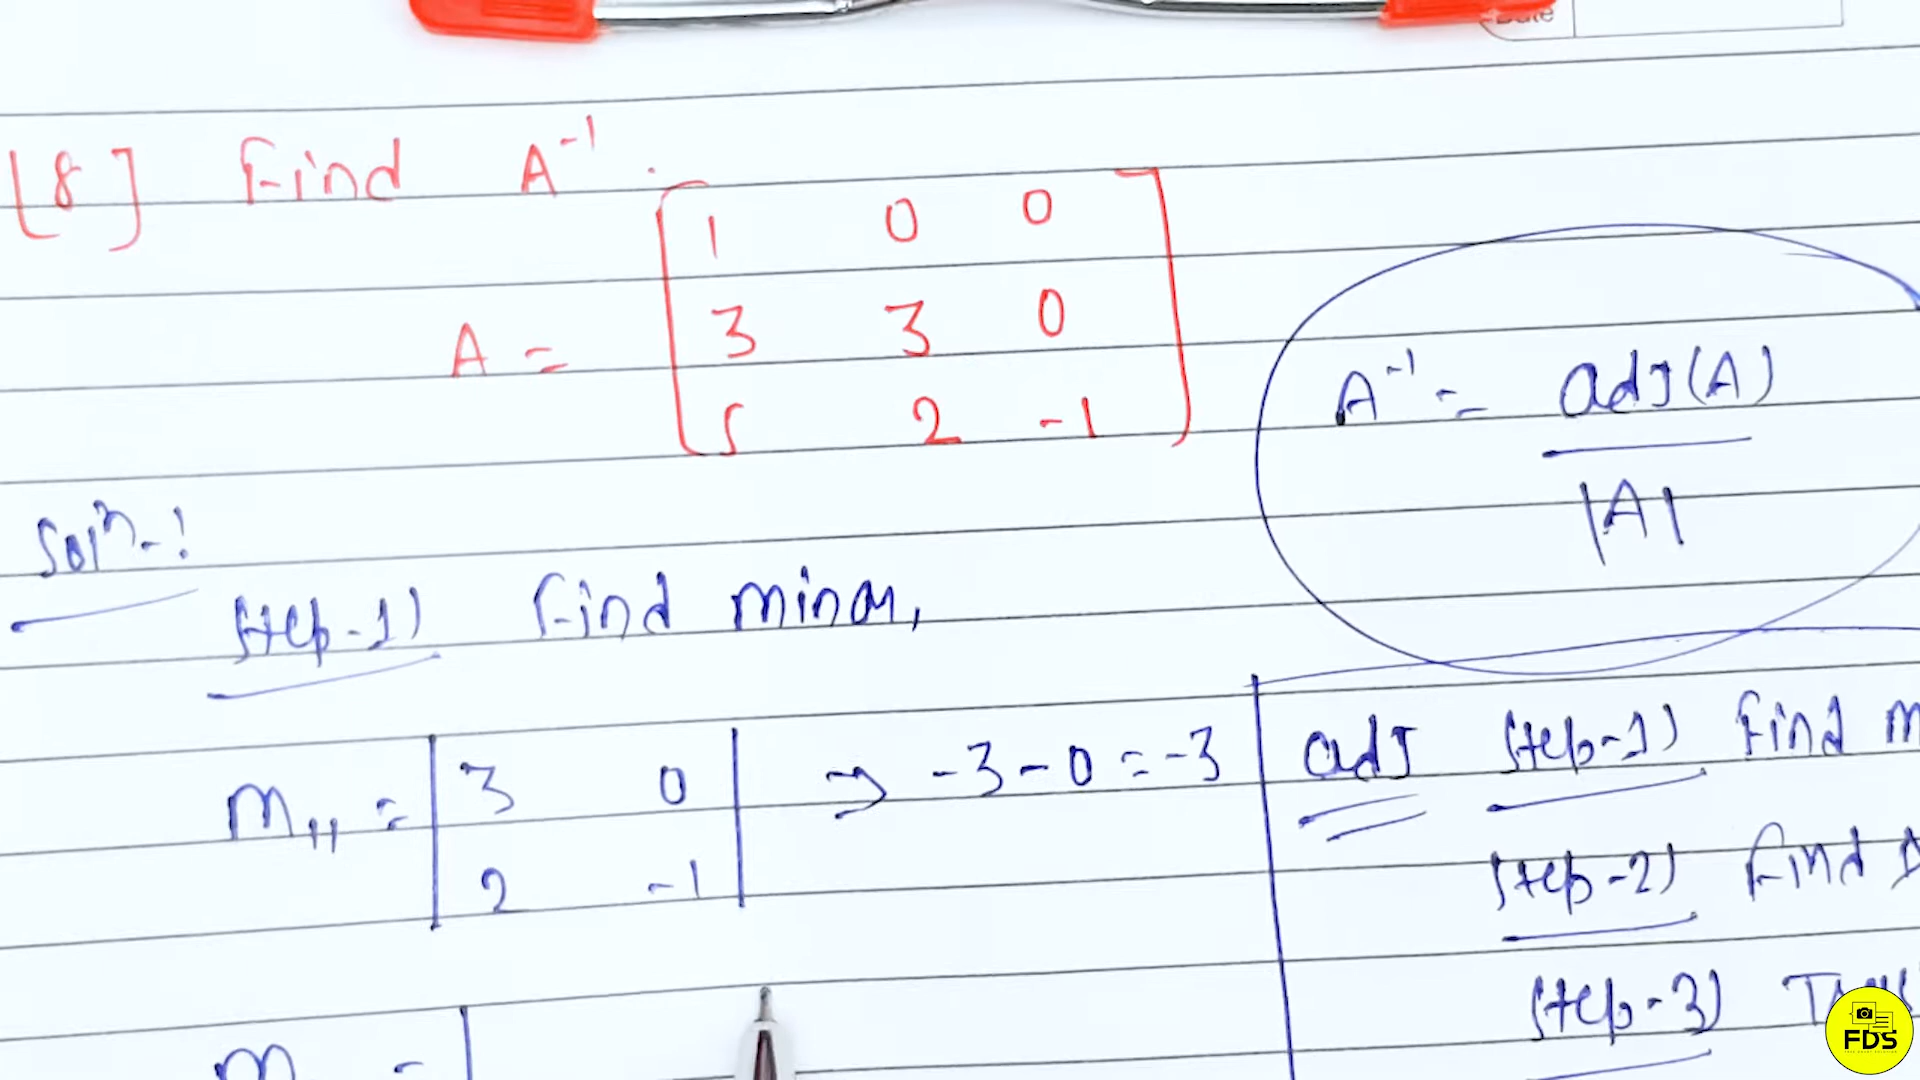 Date
[8] Find A⁻¹.
A = [ 1 0 0
3 3 0
5 2 -1 ]
A⁻¹ = adj(A)
|A|
Solⁿ-:
Step-1) Find minor,
M₁₁ = | 3 0 | ⇒ -3 - 0 = -3
| 2 -1 |
M =
adj Step-1) Find m
Step-2) Find
Step-3)
FDS